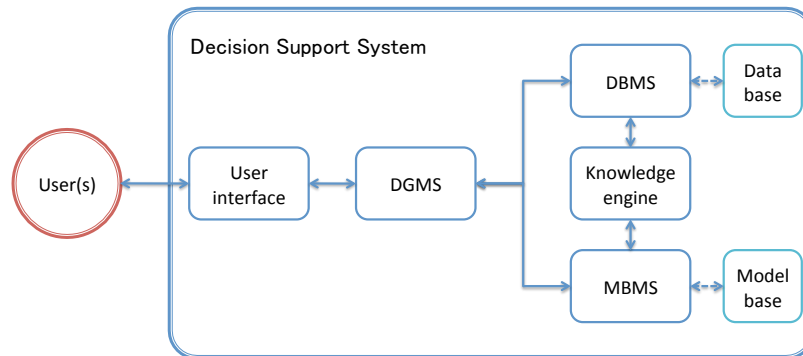 Decision Support System
DBMS
Data
base
User(s)
User
interface
DGMS
Knowledge
engine
MBMS
Model
base